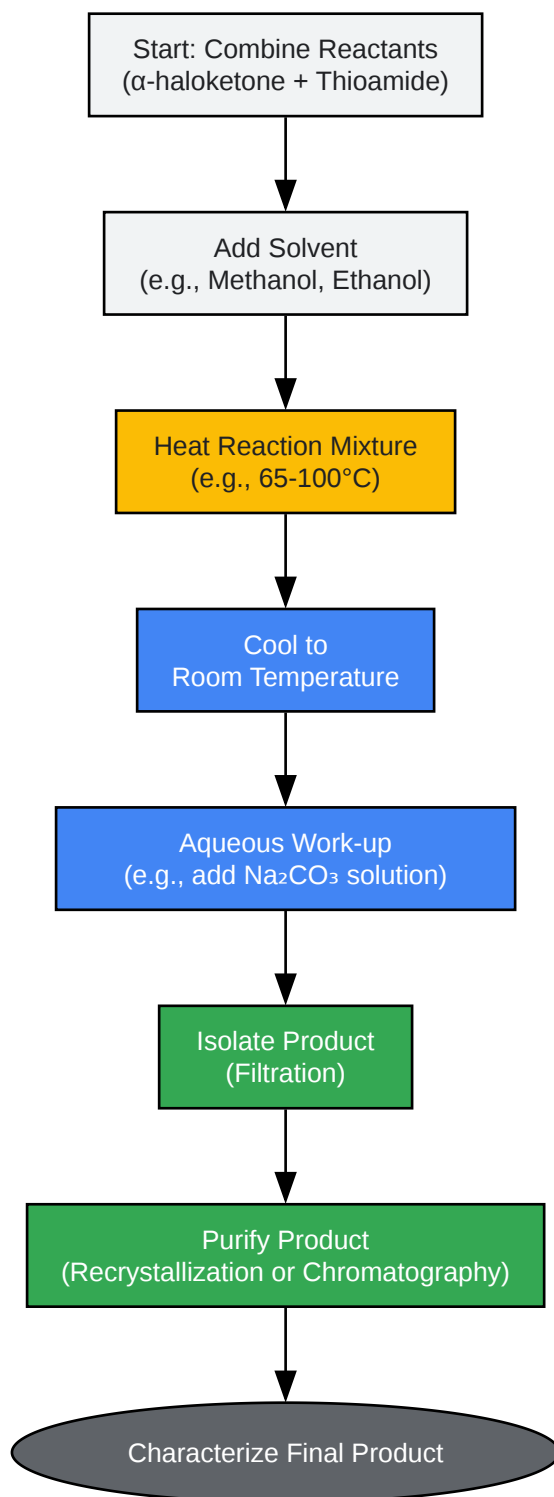 Start: Combine Reactants
(α-haloketone + Thioamide)
Add Solvent
(e.g., Methanol, Ethanol)
Heat Reaction Mixture
(e.g., 65-100°C)
Cool to
Room Temperature
Aqueous Work-up
(e.g., add Na₂CO₃ solution)
Isolate Product
(Filtration)
Purify Product
(Recrystallization or Chromatography)
Characterize Final Product